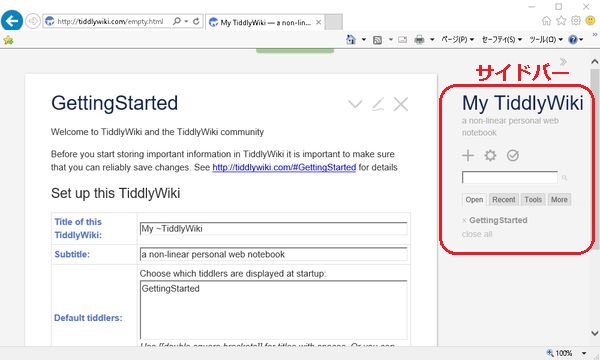 http://tiddlywiki.com/empty.html
My TiddlyWiki — a non-lin...
ページ(P) セーフティ(S) ツール(O)
サイドバー
GettingStarted
Welcome to TiddlyWiki and the TiddlyWiki community
Before you start storing important information in TiddlyWiki it is important to make sure
that you can reliably save changes. See http://tiddlywiki.com/#GettingStarted for details
Set up this TiddlyWiki
Title of this
TiddlyWiki:
My ~TiddlyWiki
Subtitle:
a non-linear personal web notebook
Choose which tiddlers are displayed at startup:
Default tiddlers:
GettingStarted
Use [[double square brackets]] for titles with spaces. Or you can
My TiddlyWiki
a non-linear personal web
notebook
Open Recent Tools More
× GettingStarted
close all
100%